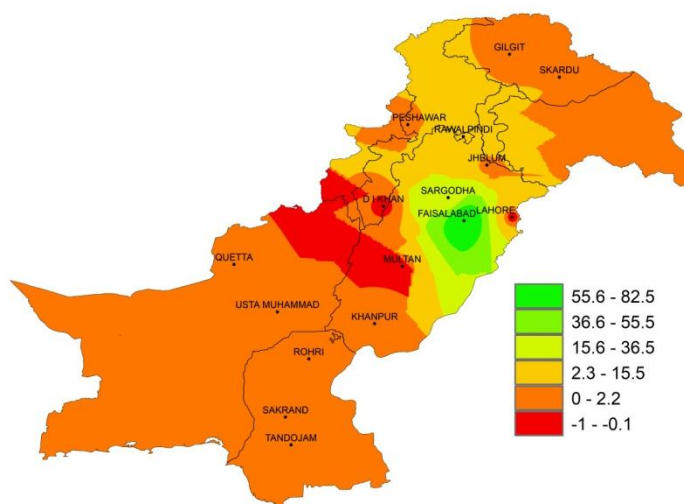 GILGIT
SKARDU
PESHAWAR
RAWALPINDI
JHELUM
SARGODHA
D I KHAN
FAISALABAD
LAHORE
QUETTA
MULTAN
USTA MUHAMMAD
KHANPUR
ROHRI
SAKRAND
TANDOJAM
55.6 - 82.5
36.6 - 55.5
15.6 - 36.5
2.3 - 15.5
0 - 2.2
-1 - -0.1